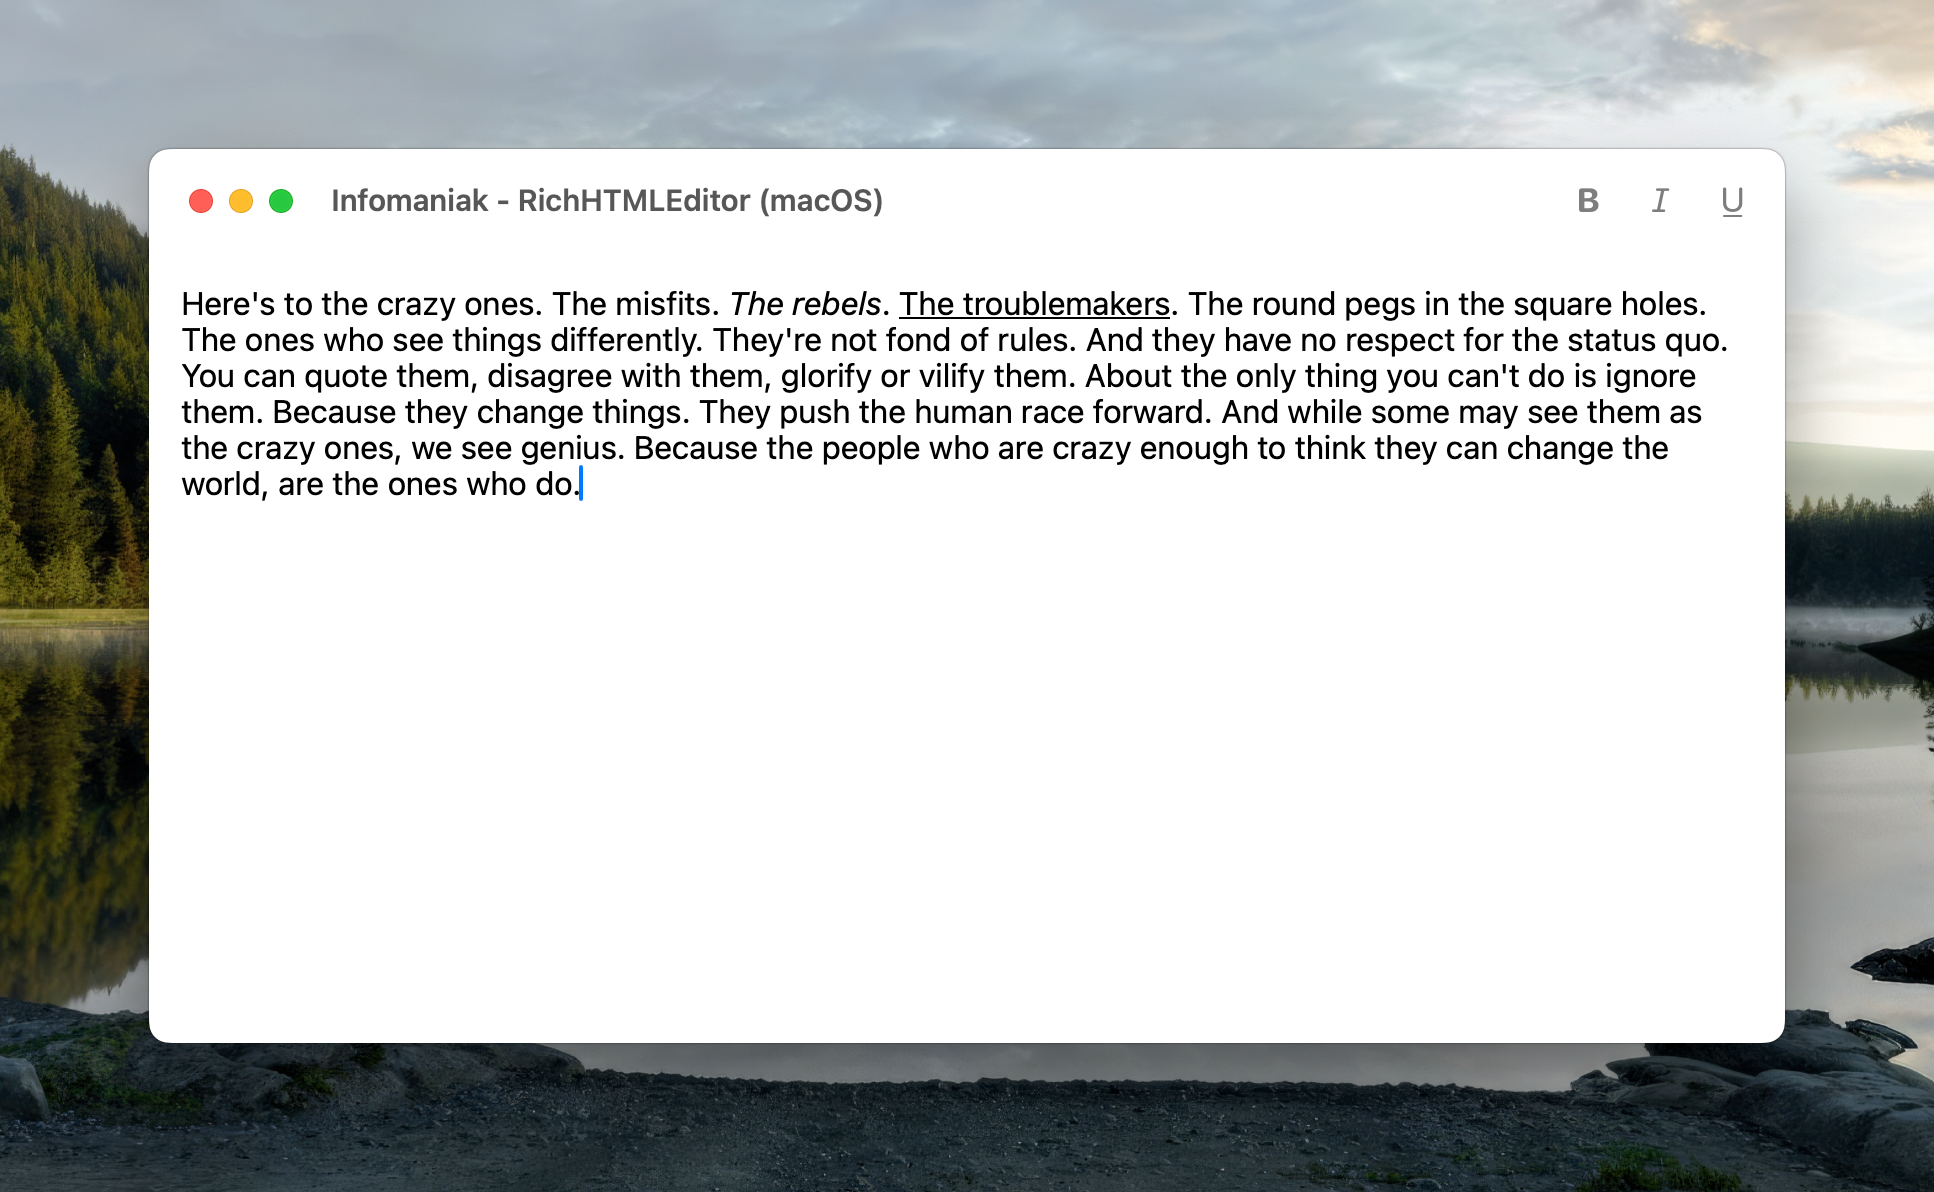 Infomaniak - RichHTMLEditor (macOS)
B I U
Here's to the crazy ones. The misfits. The rebels. The troublemakers. The round pegs in the square holes.
The ones who see things differently. They're not fond of rules. And they have no respect for the status quo.
You can quote them, disagree with them, glorify or vilify them. About the only thing you can't do is ignore
them. Because they change things. They push the human race forward. And while some may see them as
the crazy ones, we see genius. Because the people who are crazy enough to think they can change the
world, are the ones who do.